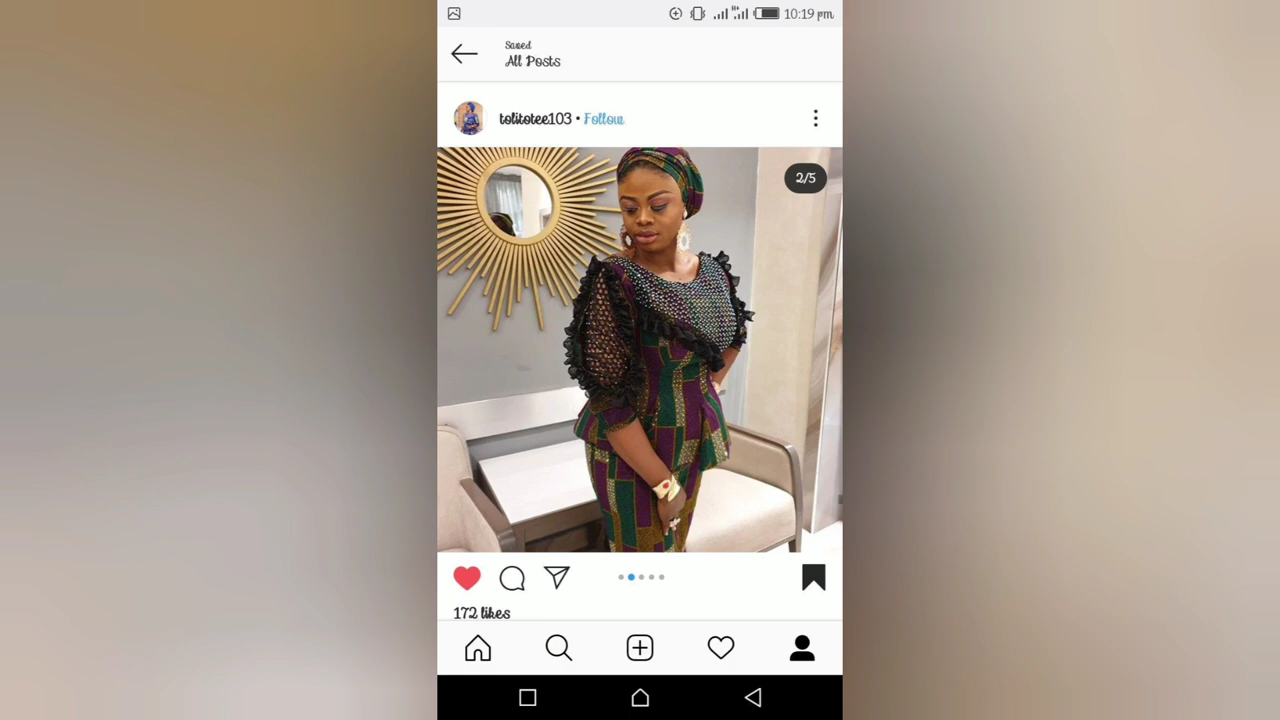 10:19 pm
Saved
All Posts
tolitotee103 • Follow
2/5
172 likes